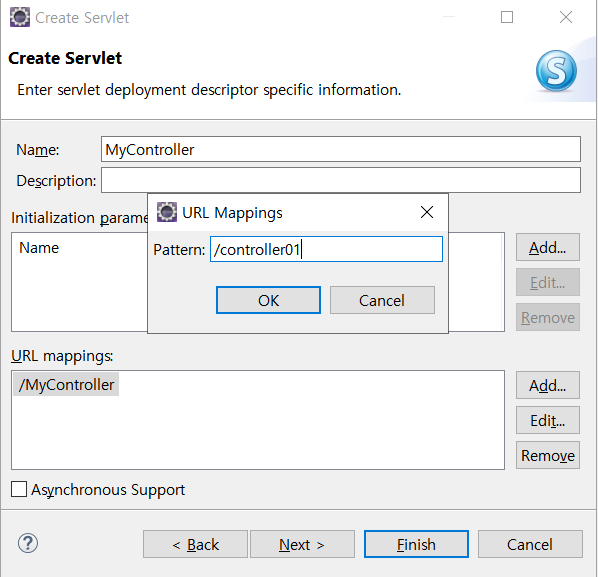 Create Servlet
Create Servlet
Enter servlet deployment descriptor specific information.
S
Name: MyController
Description:
URL Mappings
Initialization parame
Name
Pattern: /controller01
Add...
Edit...
OK Cancel
Remove
URL mappings:
/MyController
Add...
Edit...
Remove
Asynchronous Support
? < Back Next > Finish Cancel